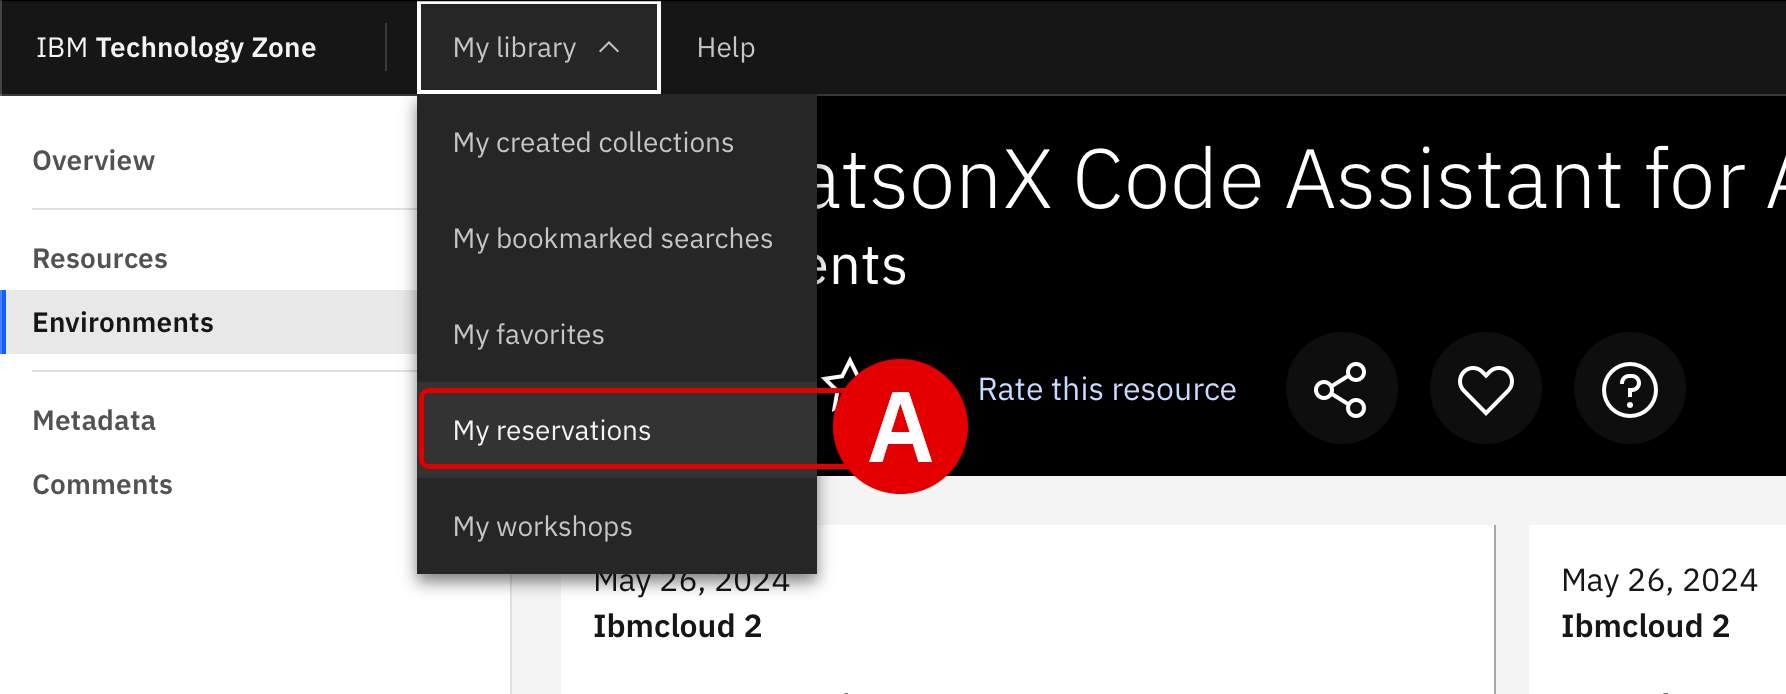 IBM Technology Zone
My library
Help
My created collections
My bookmarked searches
My favorites
My reservations
My workshops
Overview
Resources
Environments
Metadata
Comments
atsonX Code Assistant for A
ents
Rate this resource
A
May 26, 2024
Ibmcloud 2
May 26, 2024
Ibmcloud 2